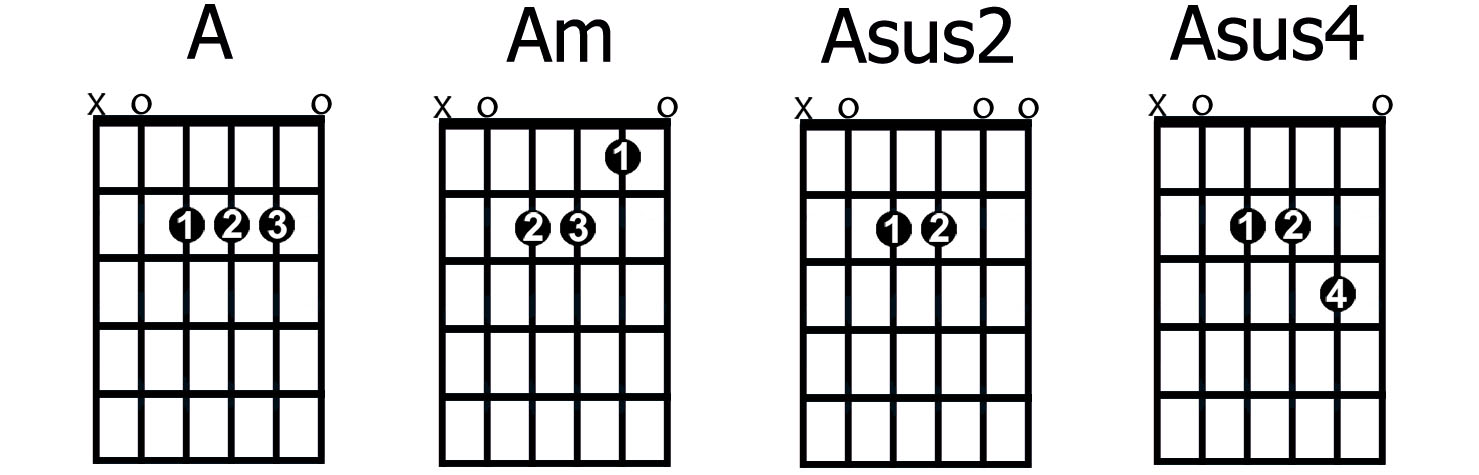 A Am Asus2 Asus4
X O O X O O X O O O X O O
1
1 2 3 2 3 1 2 1 2
4